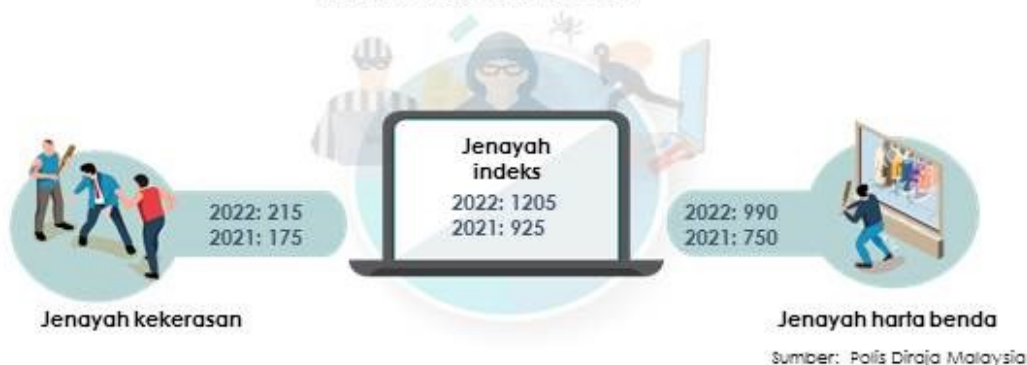 Jenayah
indeks
2022: 1205
2021: 925
2022: 215
2021: 175
Jenayah kekerasan
2022: 990
2021: 750
Jenayah harta benda
Sumber: Polis Diraja Malaysia